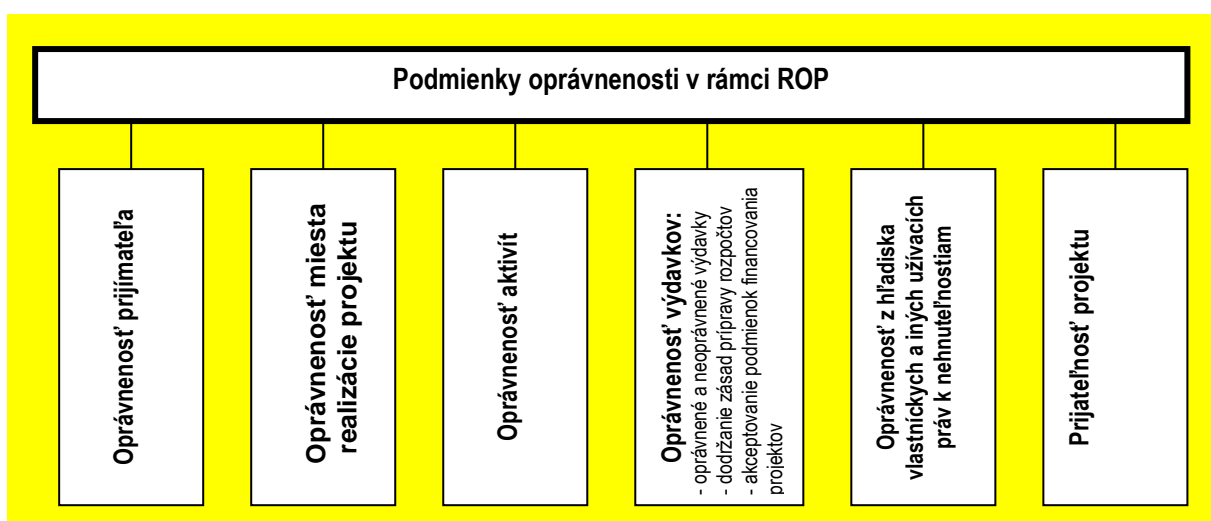 Podmienky oprávnenosti v rámci ROP
Oprávnenosť prijímateľa
Oprávnenosť miesta
realizácie projektu
Oprávnenosť aktivít
Oprávnenosť výdavkov:
- oprávnené a neoprávnené výdavky
- dodržanie zásad prípravy rozpočtov
- akceptovanie podmienok financovania
projektov
Oprávnenosť z hľadiska
vlastníckych a iných užívacích
práv k nehnuteľnostiam
Prijateľnosť projektu